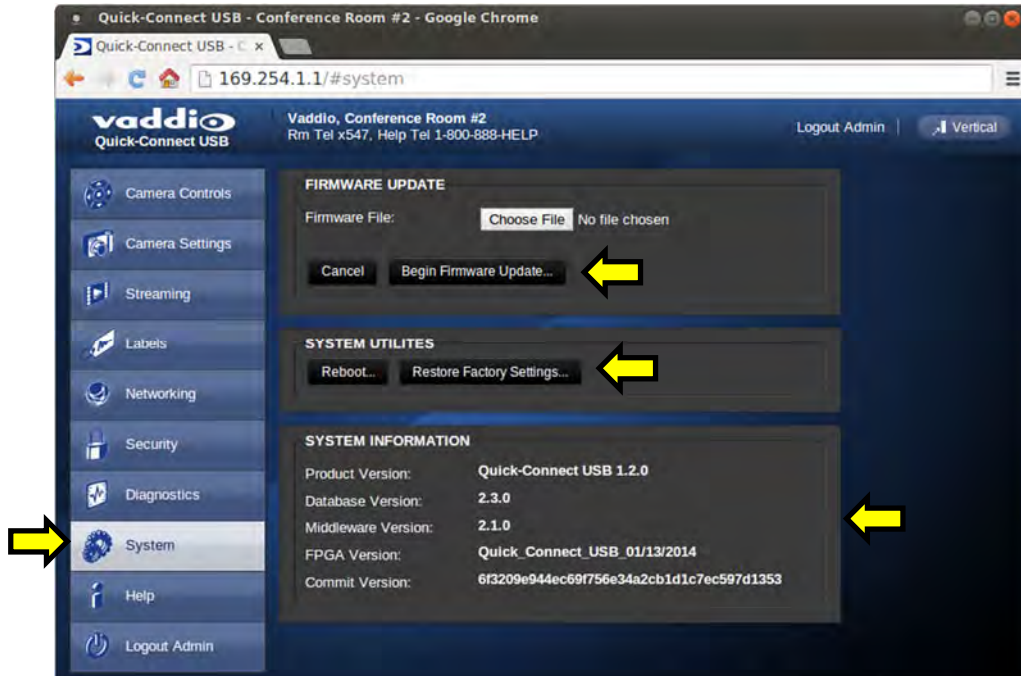 Quick-Connect USB - Conference Room #2 - Google Chrome
Quick-Connect USB - C
169.254.1.1/#system
vaddio
Quick-Connect USB
Vaddio, Conference Room #2
Rm Tel x547, Help Tel 1-800-888-HELP
Logout Admin
Vertical
Camera Controls
Camera Settings
Streaming
Labels
Networking
Security
Diagnostics
System
Help
Logout Admin
FIRMWARE UPDATE
Firmware File: Choose File No file chosen
Cancel Begin Firmware Update...
SYSTEM UTILITES
Reboot... Restore Factory Settings...
SYSTEM INFORMATION
Product Version: Quick-Connect USB 1.2.0
Database Version: 2.3.0
Middleware Version: 2.1.0
FPGA Version: Quick_Connect_USB_01/13/2014
Commit Version: 6f3209e944ec69f756e34a2cb1d1c7ec597d1353